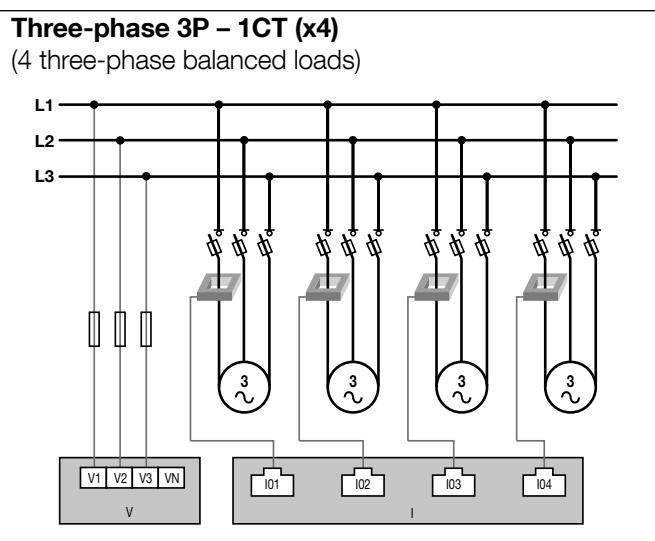 Three-phase 3P – 1CT (x4)
(4 three-phase balanced loads)
L1
L2
L3
3 3 3 3
V1 V2 V3 VN
I01 I02 I03 I04
V I